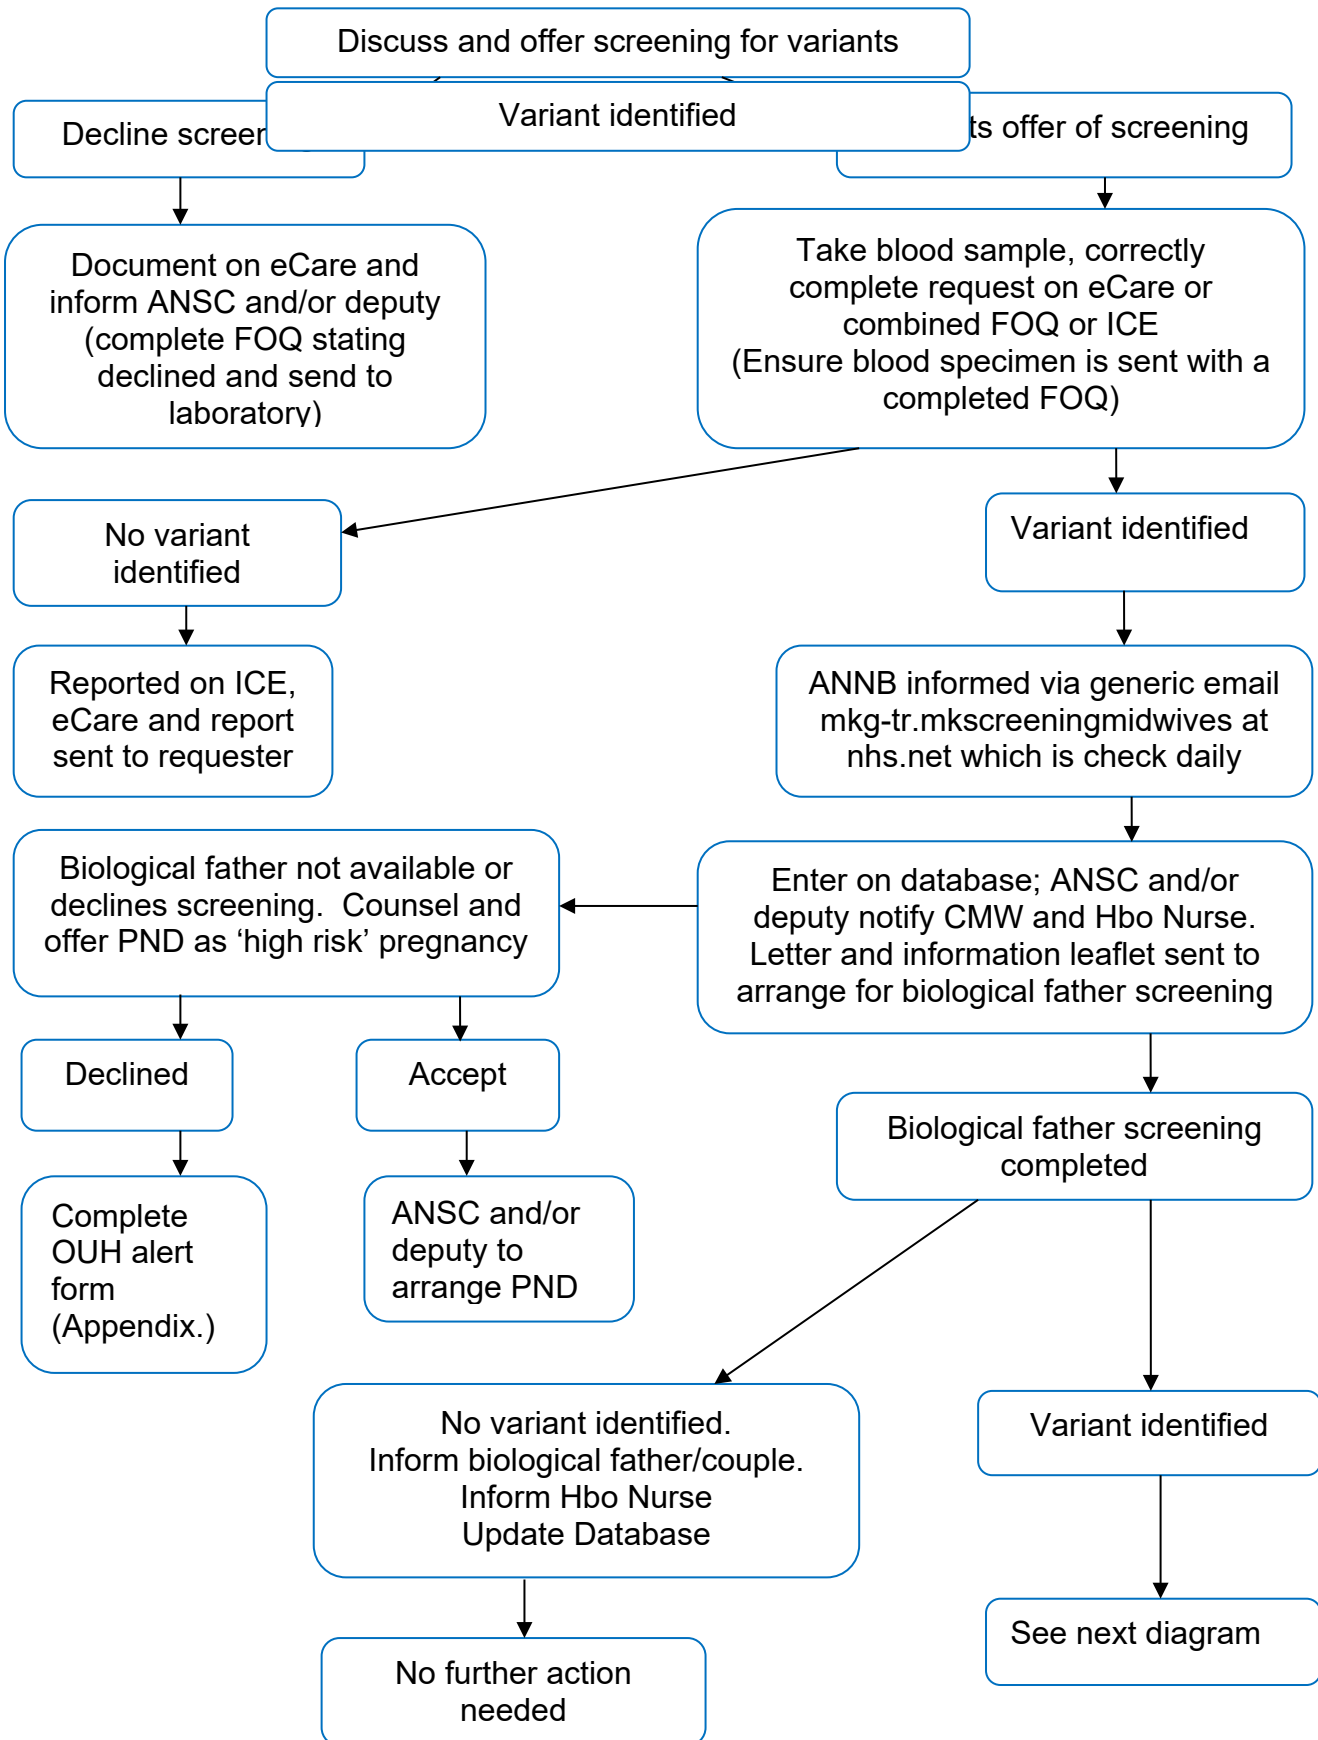 Discuss and offer screening for variants
Variant identified
Decline
offer of screening
Document on eCare and
inform ANSC and/or deputy
(complete FOQ stating
declined and send to
laboratory)
Take blood sample, correctly
complete request on eCare or
combined FOQ or ICE
(Ensure blood specimen is sent with a
completed FOQ)
No variant
identified
Variant identified
Reported on ICE,
eCare and report
sent to requester
ANNB informed via generic email
mkg-tr.mkscreeningmidwives at
nhs.net which is check daily
Biological father not available or
declines screening.  Counsel and
offer PND as ‘high risk’ pregnancy
Enter on database; ANSC and/or
deputy notify CMW and Hbo Nurse.
Letter and information leaflet sent to
arrange for biological father screening
Declined
Accept
Biological father screening
completed
Complete
OUH alert
form
(Appendix.)
ANSC and/or
deputy to
arrange PND
No variant identified.
Inform biological father/couple.
Inform Hbo Nurse
Update Database
Variant identified
See next diagram
No further action
needed